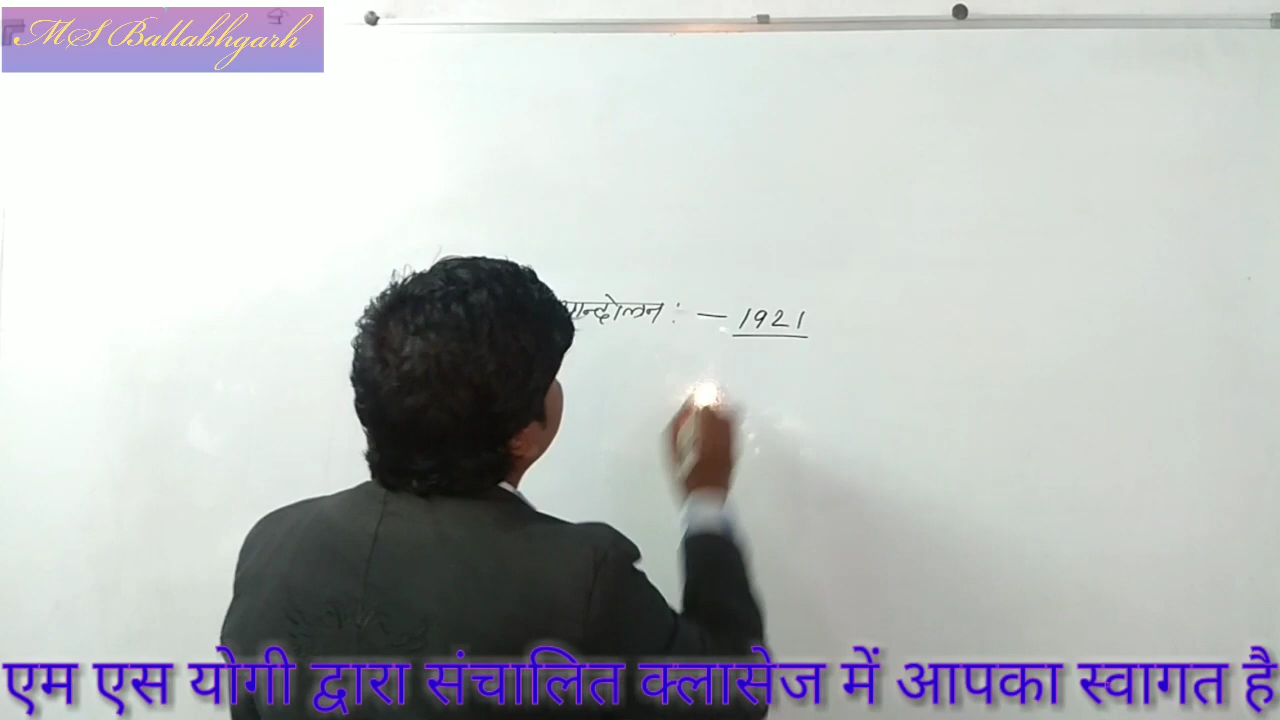 MS Ballabhgarh
आन्दोलन : — 1921
एम एस योगी द्वारा संचालित क्लासेज में आपका स्वागत है